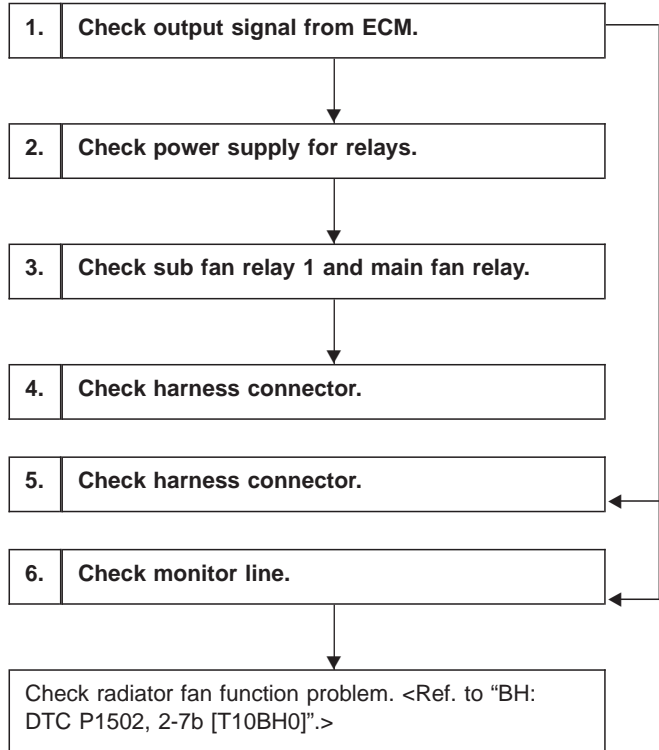 1. Check output signal from ECM.
2. Check power supply for relays.
3. Check sub fan relay 1 and main fan relay.
4. Check harness connector.
5. Check harness connector.
6. Check monitor line.
Check radiator fan function problem. <Ref. to “BH:
DTC P1502, 2-7b [T10BH0]”.>